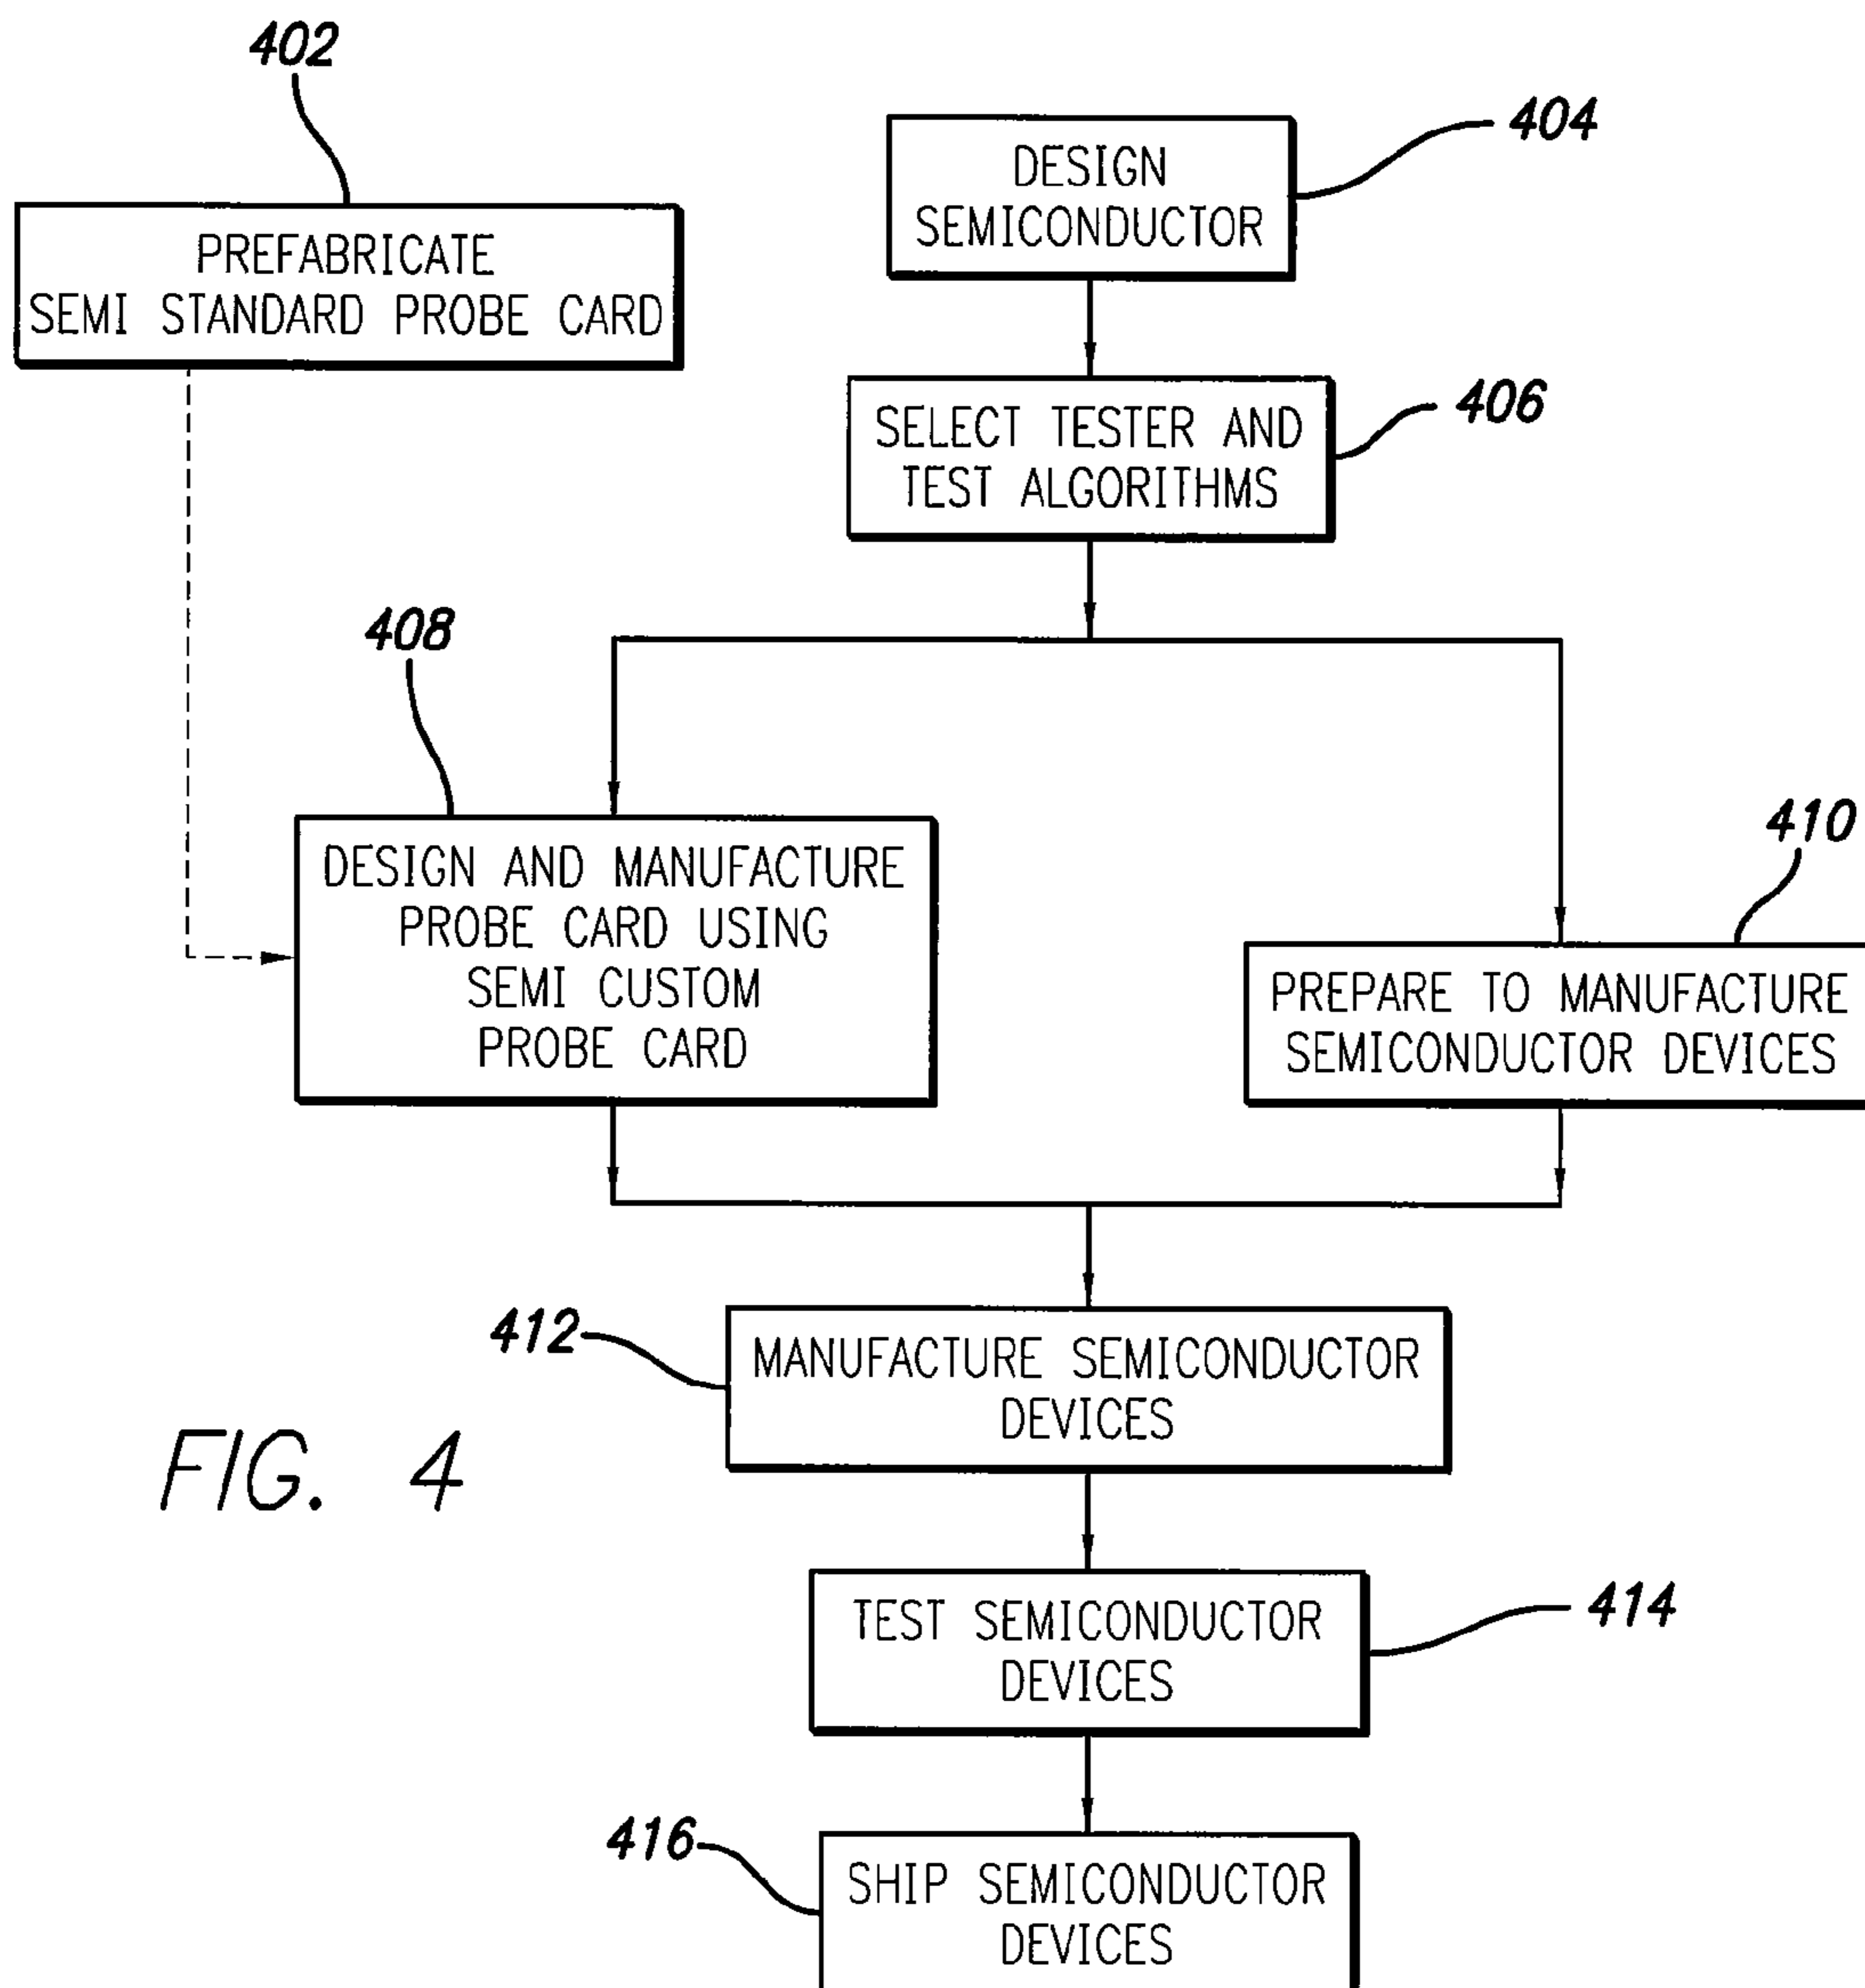 402
PREFABRICATE
SEMI STANDARD PROBE CARD
404
DESIGN
SEMICONDUCTOR
406
SELECT TESTER AND
TEST ALGORITHMS
408
DESIGN AND MANUFACTURE
PROBE CARD USING
SEMI CUSTOM
PROBE CARD
410
PREPARE TO MANUFACTURE
SEMICONDUCTOR DEVICES
412
MANUFACTURE SEMICONDUCTOR
DEVICES
414
TEST SEMICONDUCTOR
DEVICES
416
SHIP SEMICONDUCTOR
DEVICES
FIG. 4